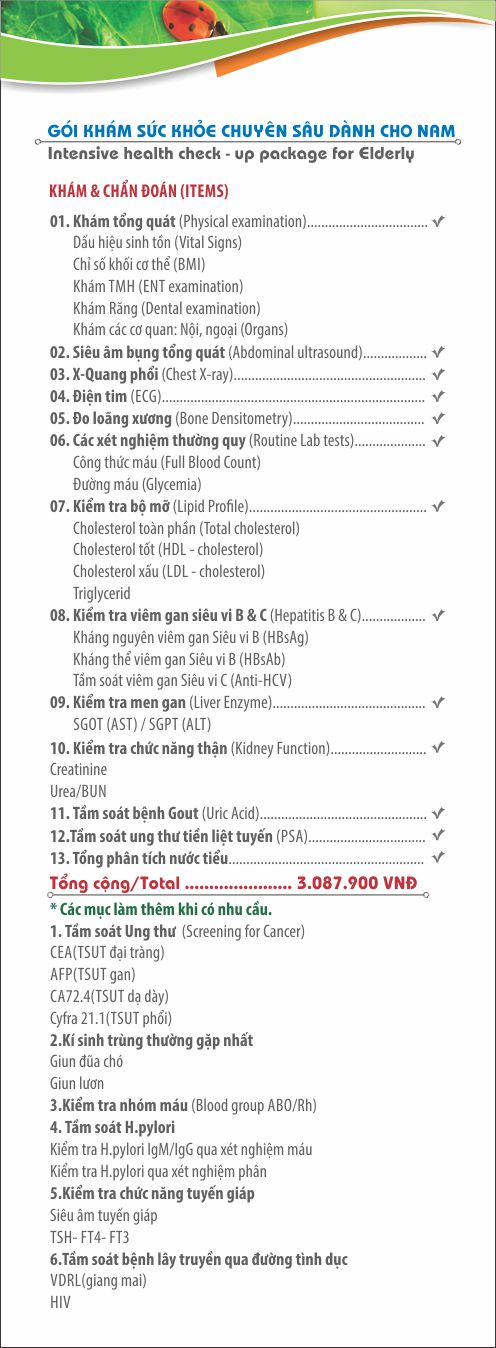 GÓI KHÁM SỨC KHỎE CHUYÊN SÂU DÀNH CHO NAM
Intensive health check - up package for Elderly
KHÁM & CHẨN ĐOÁN (ITEMS)
01. Khám tổng quát (Physical examination).................................. √
Dấu hiệu sinh tồn (Vital Signs)
Chỉ số khối cơ thể (BMI)
Khám TMH (ENT examination)
Khám Răng (Dental examination)
Khám các cơ quan: Nội, ngoại (Organs)
02. Siêu âm bụng tổng quát (Abdominal ultrasound).................. √
03. X-Quang phổi (Chest X-ray)...................................................... √
04. Điện tim (ECG).......................................................................... √
05. Đo loãng xương (Bone Densitometry)..................................... √
06. Các xét nghiệm thường quy (Routine Lab tests).................... √
Công thức máu (Full Blood Count)
Đường máu (Glycemia)
07. Kiểm tra bộ mỡ (Lipid Profile).................................................. √
Cholesterol toàn phần (Total cholesterol)
Cholesterol tốt (HDL - cholesterol)
Cholesterol xấu (LDL - cholesterol)
Triglycerid
08. Kiểm tra viêm gan siêu vi B & C (Hepatitis B & C).................. √
Kháng nguyên viêm gan Siêu vi B (HBsAg)
Kháng thể viêm gan Siêu vi B (HBsAb)
Tầm soát viêm gan Siêu vi C (Anti-HCV)
09. Kiểm tra men gan (Liver Enzyme)........................................... √
SGOT (AST) / SGPT (ALT)
10. Kiểm tra chức năng thận (Kidney Function)........................... √
Creatinine
Urea/BUN
11. Tầm soát bệnh Gout (Uric Acid)............................................... √
12.Tầm soát ung thư tiền liệt tuyến (PSA)................................. √
13. Tổng phân tích nước tiểu....................................................... √
Tổng cộng/Total ...................... 3.087.900 VNĐ
* Các mục làm thêm khi có nhu cầu.
1. Tầm soát Ung thư (Screening for Cancer)
CEA(TSUT đại tràng)
AFP(TSUT gan)
CA72.4(TSUT dạ dày)
Cyfra 21.1(TSUT phổi)
2.Kí sinh trùng thường gặp nhất
Giun đũa chó
Giun lươn
3.Kiểm tra nhóm máu (Blood group ABO/Rh)
4. Tầm soát H.pylori
Kiểm tra H.pylori IgM/IgG qua xét nghiệm máu
Kiểm tra H.pylori qua xét nghiệm phân
5.Kiểm tra chức năng tuyến giáp
Siêu âm tuyến giáp
TSH- FT4- FT3
6.Tầm soát bệnh lây truyền qua đường tình dục
VDRL(giang mai)
HIV